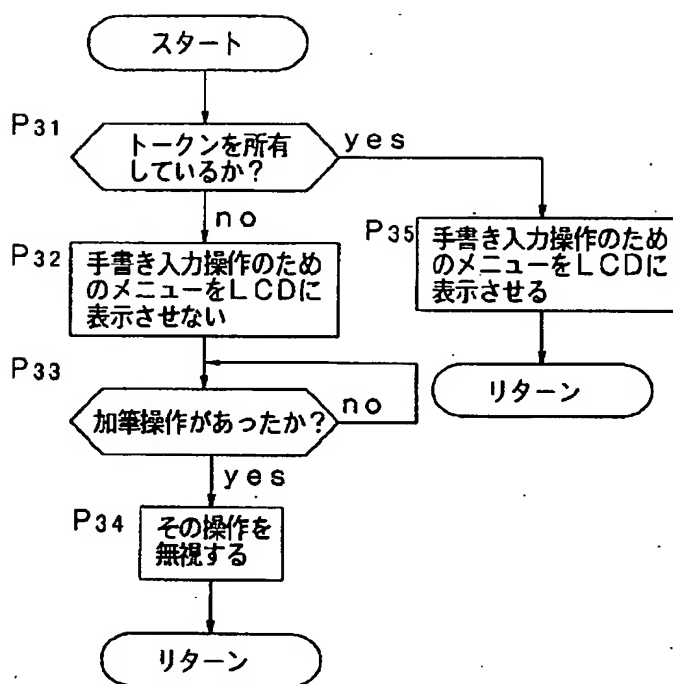 スタート
P31
トークンを所有
しているか?
yes
no
P32
手書き入力操作のため
のメニューをLCDに
表示させない
P35
手書き入力操作のため
のメニューをLCDに
表示させる
リターン
P33
加筆操作があったか?
no
yes
P34
その操作を
無視する
リターン